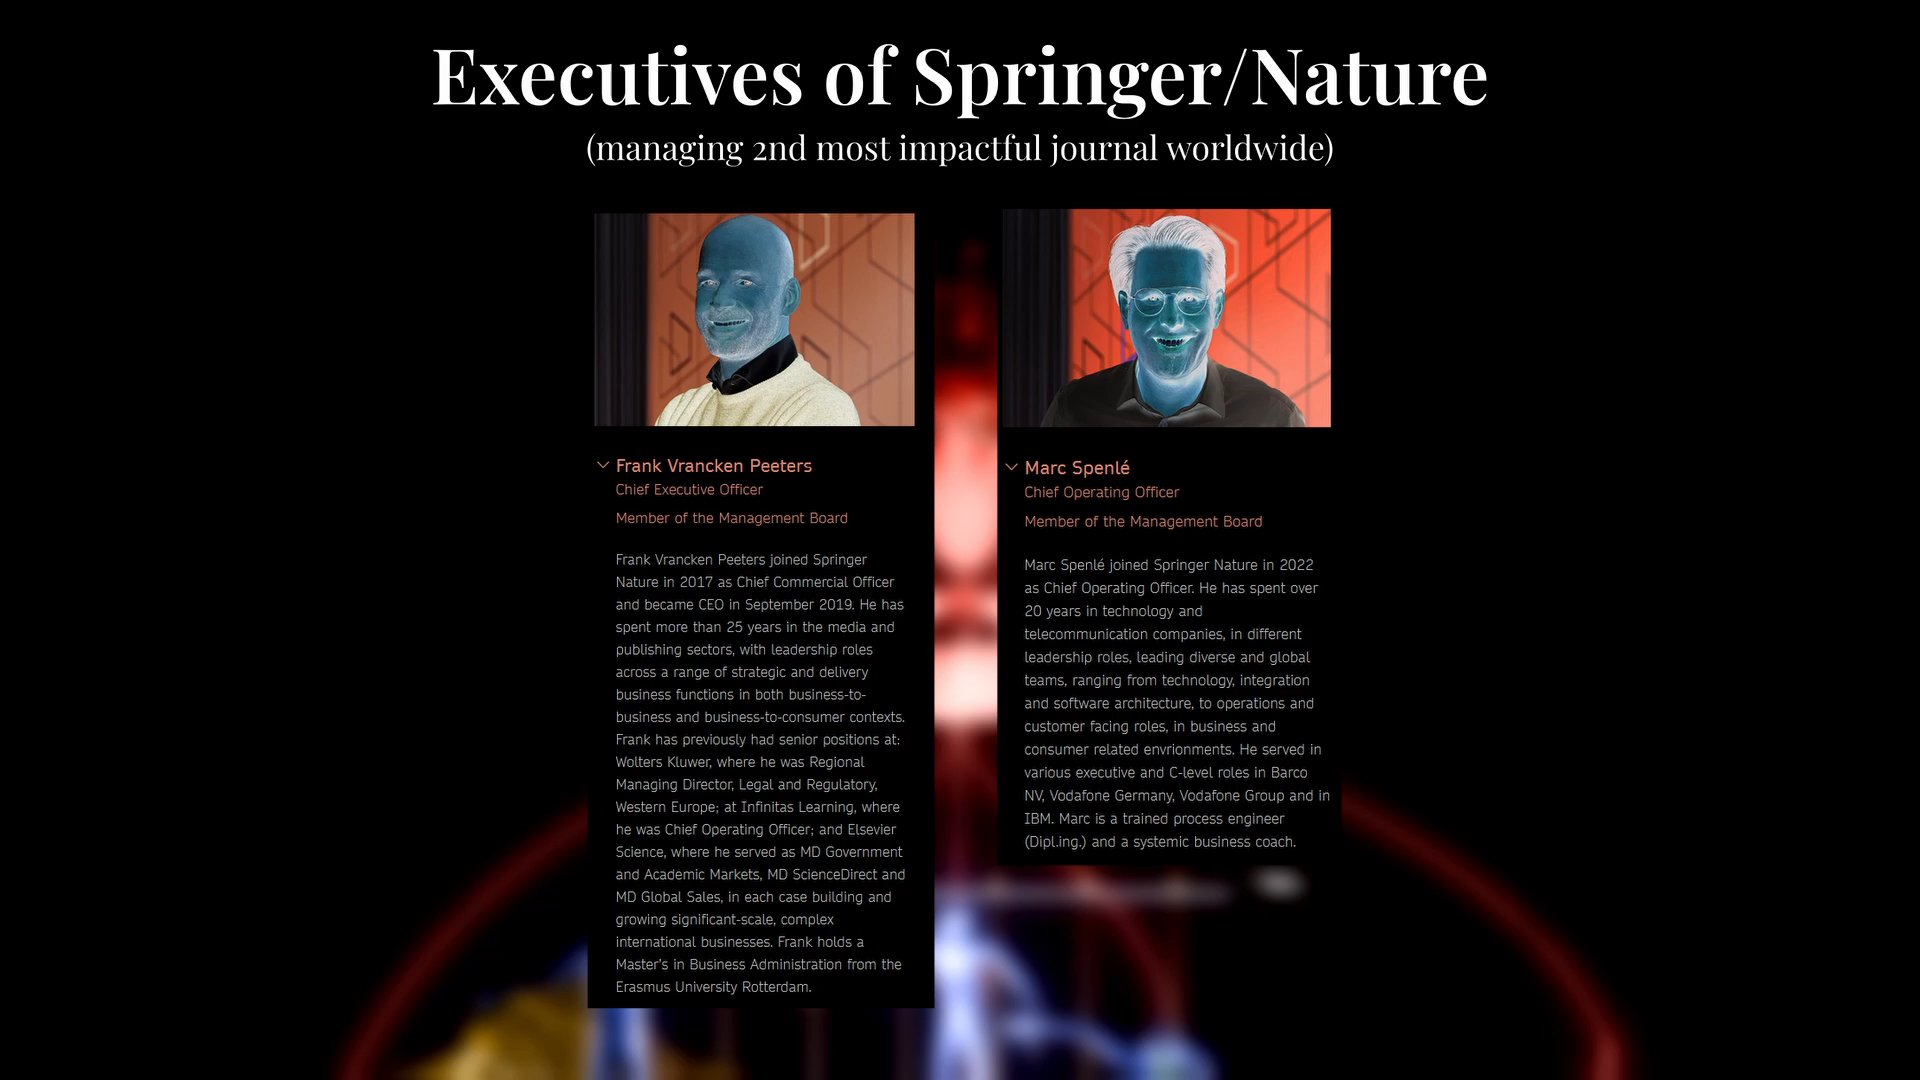 Executives of Springer/Nature
(managing 2nd most impactful journal worldwide)
Frank Vrancken Peeters
Chief Executive Officer
Member of the Management Board
Frank Vrancken Peeters joined Springer
Nature in 2017 as Chief Commercial Officer
and became CEO in September 2019. He has
spent more than 25 years in the media and
publishing sectors, with leadership roles
across a range of strategic and delivery
business functions in both business-to-
business and business-to-consumer contexts.
Frank has previously had senior positions at:
Wolters Kluwer, where he was Regional
Managing Director, Legal and Regulatory,
Western Europe; at Infinitas Learning, where
he was Chief Operating Officer; and Elsevier
Science, where he served as MD Government
and Academic Markets, MD ScienceDirect and
MD Global Sales, in each case building and
growing significant-scale, complex
international businesses. Frank holds a
Master's in Business Administration from the
Erasmus University Rotterdam.
Marc Spenlé
Chief Operating Officer
Member of the Management Board
Marc Spenlé joined Springer Nature in 2022
as Chief Operating Officer. He has spent over
20 years in technology and
telecommunication companies, in different
leadership roles, leading diverse and global
teams, ranging from technology, integration
and software architecture, to operations and
customer facing roles, in business and
consumer related envrionments. He served in
various executive and C-level roles in Barco
NV, Vodafone Germany, Vodafone Group and in
IBM. Marc is a trained process engineer
(Dipl.ing.) and a systemic business coach.